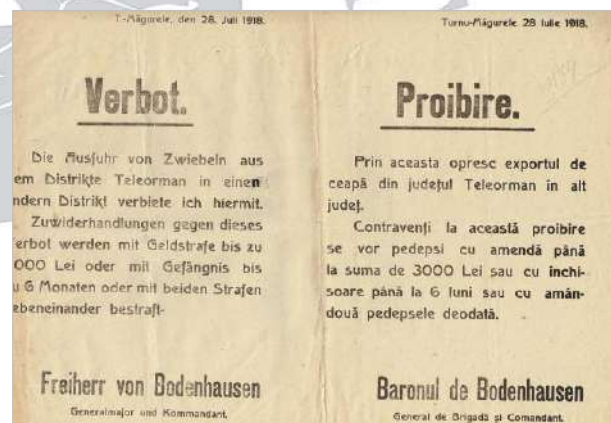 T.-Măgurele, den 28. Juli 1918.
Verbot.
Die Ausfuhr von Zwiebeln aus
em Distrikte Teleorman in einen
ndern Distrikt verbiete ich hiermit.
Zuwiderhandlungen gegen dieses
erbot werden mit Geldstrafe bis zu
000 Lei oder mit Gefängnis bis
u 6 Monaten oder mit beiden Strafen
ebeneinander bestraft-
Freiherr von Bodenhausen
Generalmajor und Kommandant.
Turnu-Măgurele 28 Iulie 1918.
Proibire.
Prin aceasta opresc exportul de
ceapă din județul Teleorman în alt
județ.
Contravenți la această proibire
se vor pedepsi cu amendă până
la suma de 3000 Lei sau cu inchi-
soare până la 6 luni sau cu amân-
două pedepsele deodată.
Baronul de Bodenhausen
General de Brigadă și Comandant.